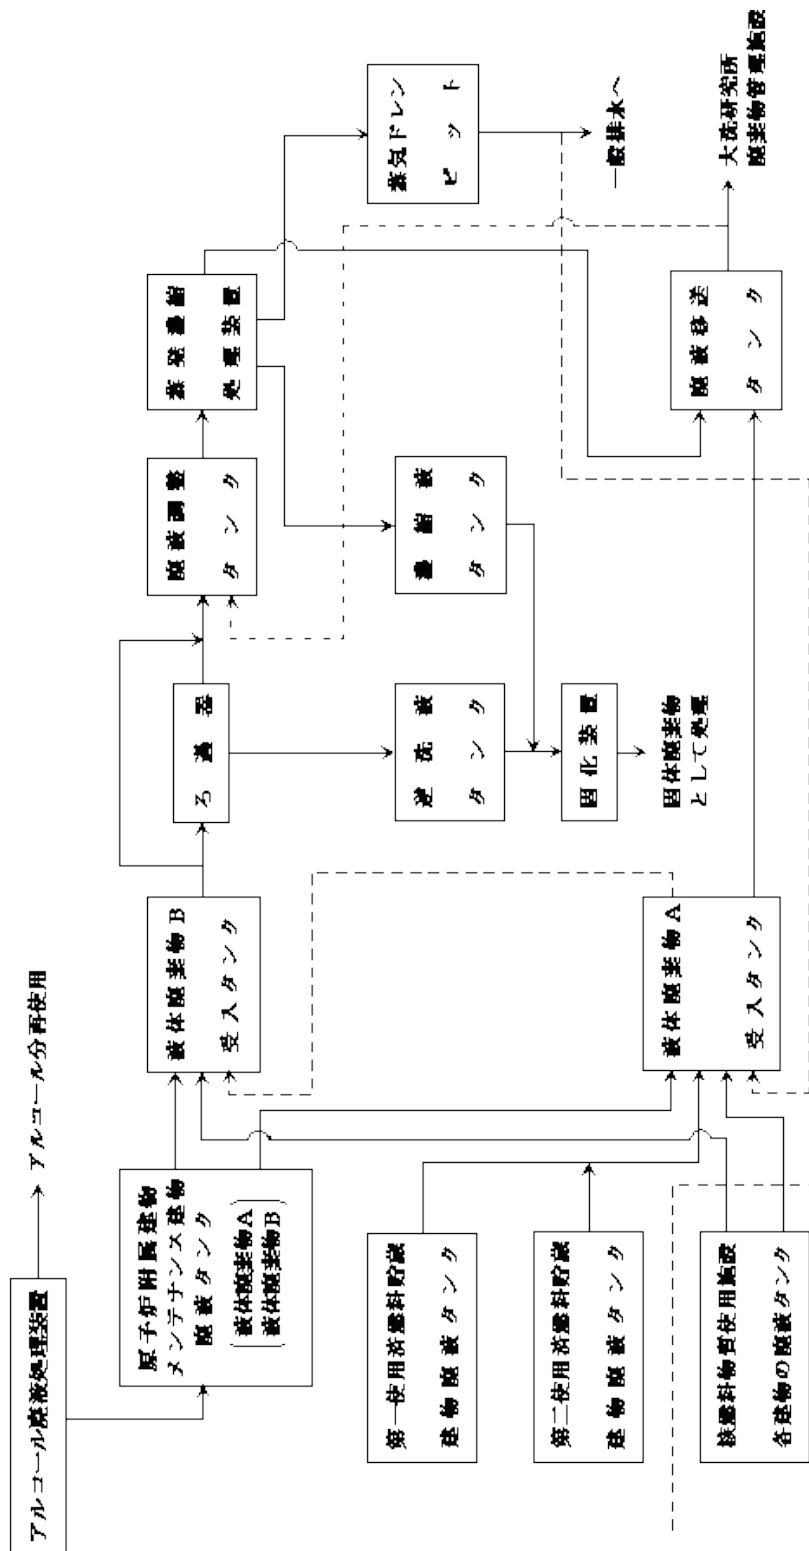 アルコール廃液処理装置
アルコール分再使用
原子炉附属建物
メンテナンス建物
廃液タンク
液体廃棄物A
液体廃棄物B
第一使用済燃料貯蔵
建物廃液タンク
第二使用済燃料貯蔵
建物廃液タンク
核燃料物質使用施設
各建物の廃液タンク
液体廃棄物B
受入タンク
液体廃棄物A
受入タンク
ろ過器
逆洗液
タンク
固化装置
固体廃棄物
として処理
廃液調整
タンク
濃縮液
タンク
蒸発濃縮
処理装置
蒸気ドレン
ピット
一般排水へ
廃液移送
タンク
大洗研究所
廃棄物管理施設